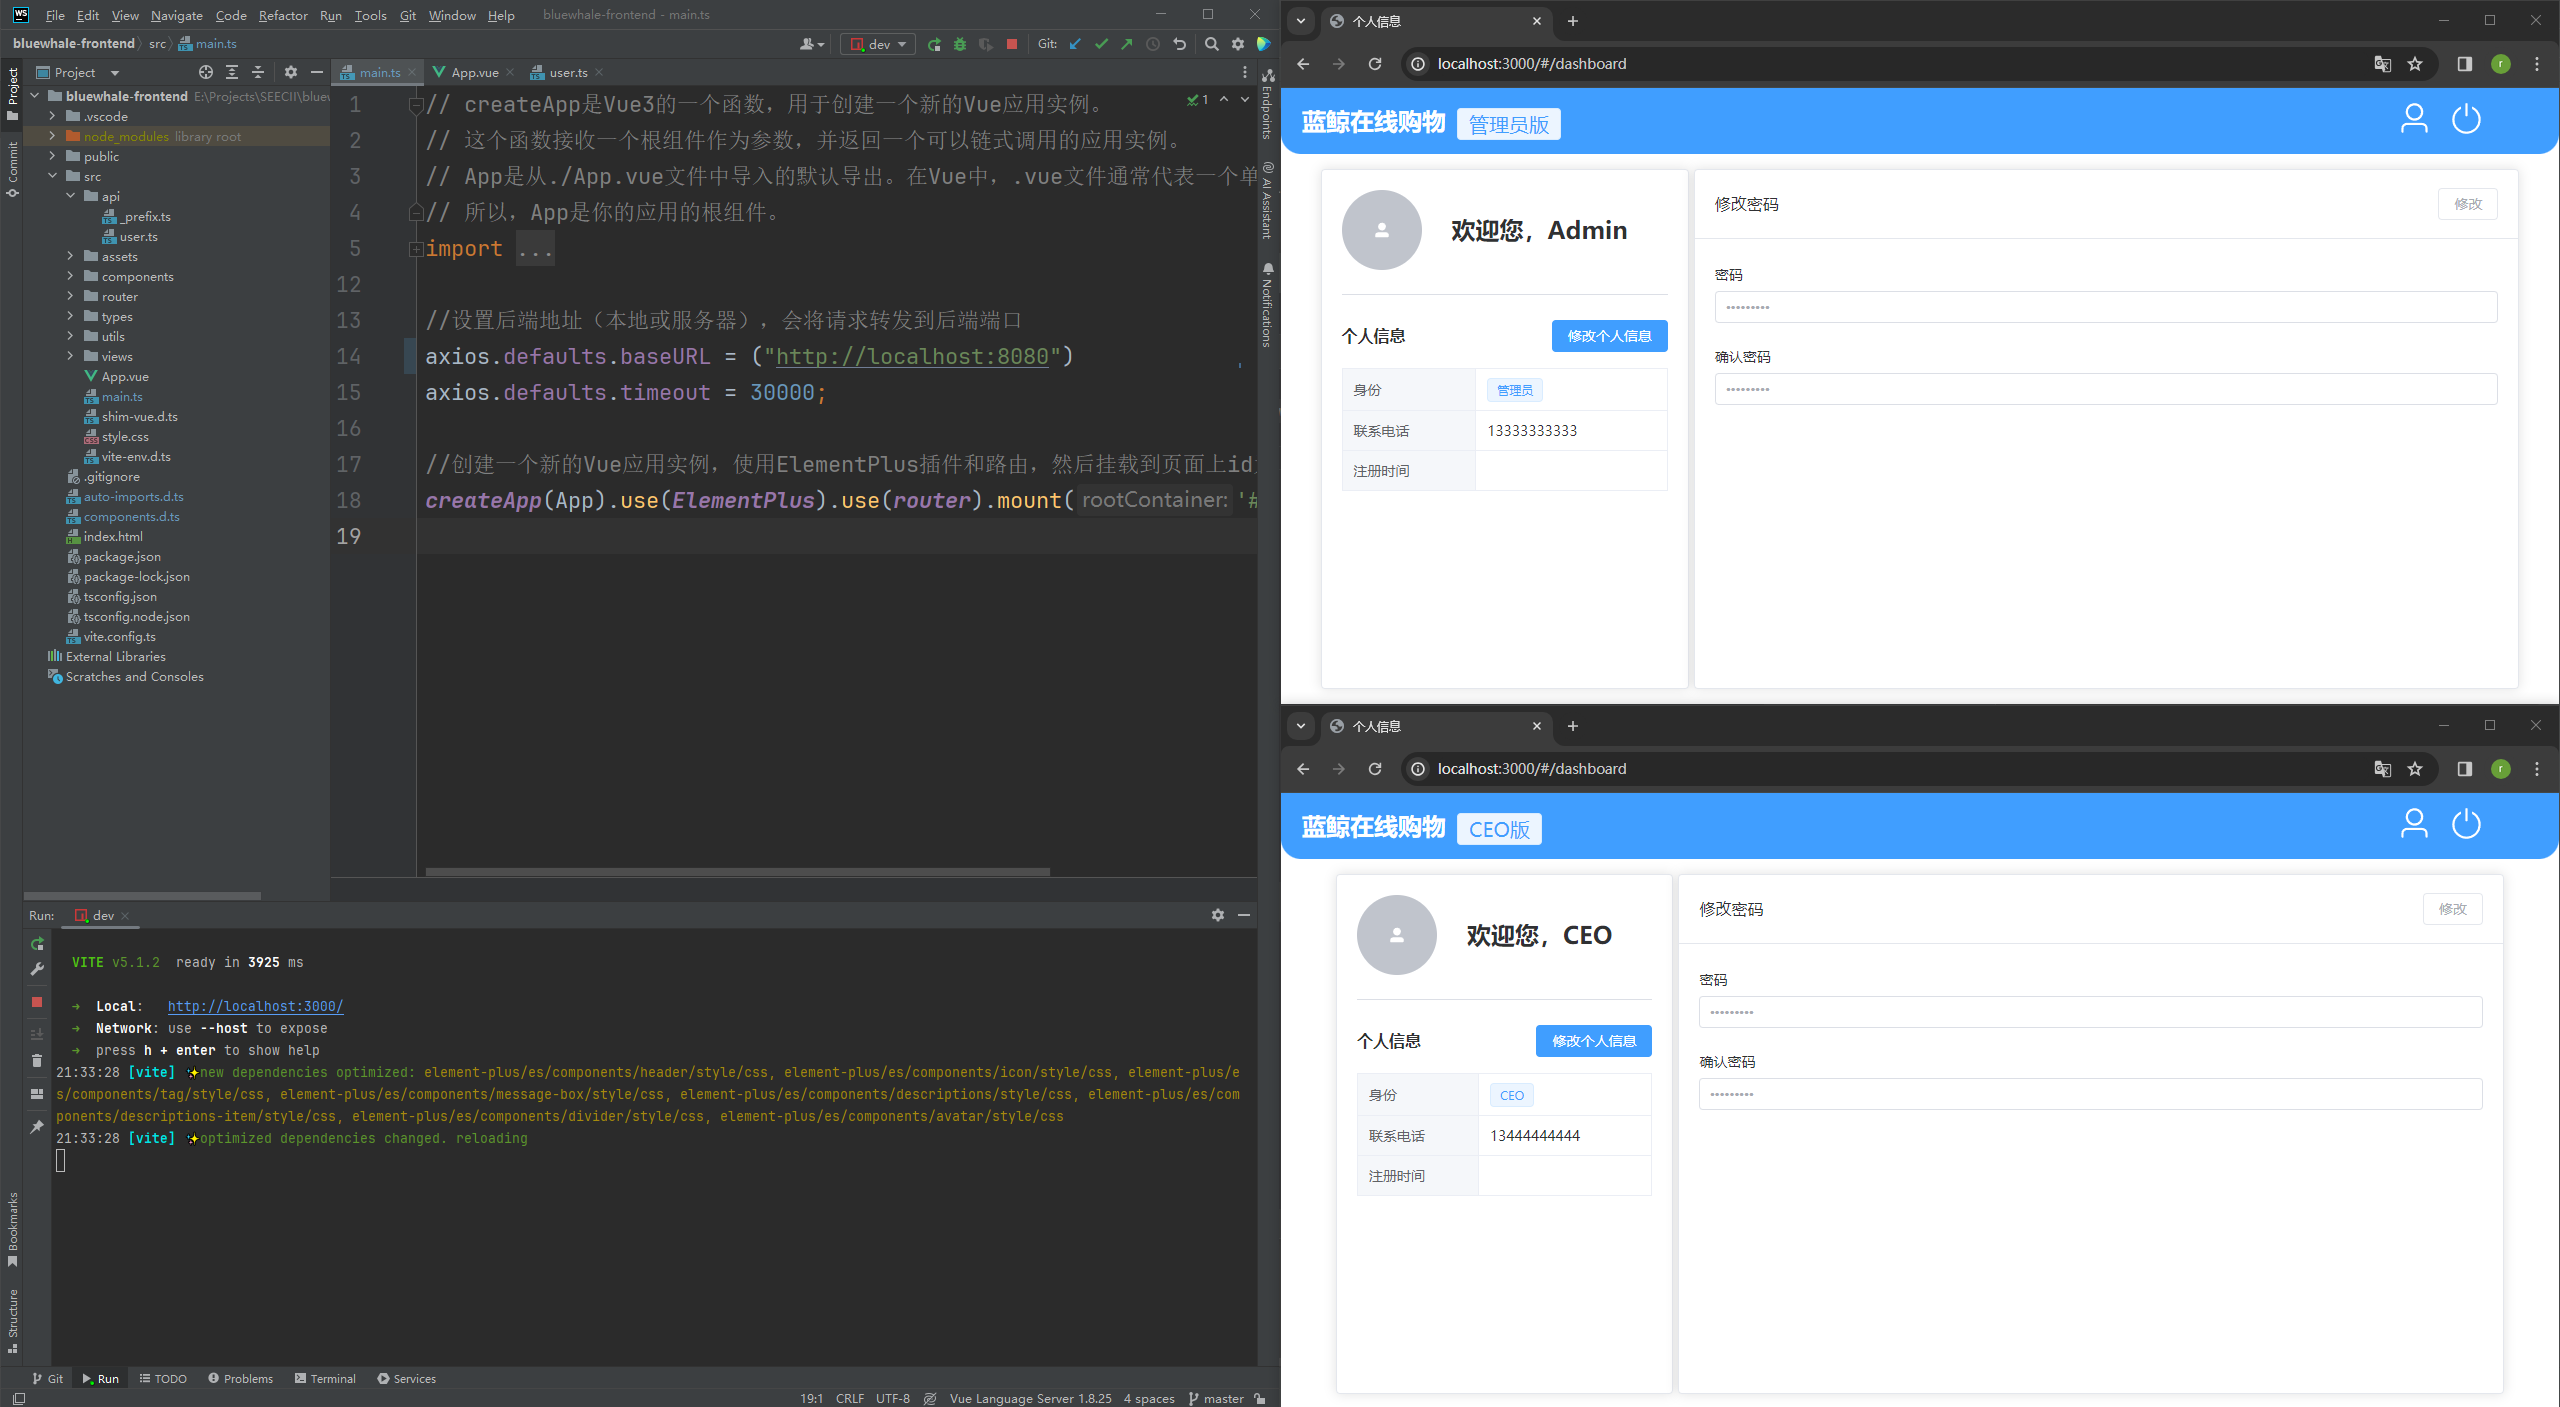 File Edit View Navigate Code Refactor Run Tools Git Window Help bluewhale-frontend - main.ts
bluewhale-frontend src main.ts
dev Git:
Project
bluewhale-frontend E:\Projects\SEECII\bluew
.vscode
node_modules library root
public
src
api
_prefix.ts
user.ts
assets
components
router
types
utils
views
App.vue
main.ts
shim-vue.d.ts
style.css
vite-env.d.ts
.gitignore
auto-imports.d.ts
components.d.ts
index.html
package.json
package-lock.json
tsconfig.json
tsconfig.node.json
vite.config.ts
External Libraries
Scratches and Consoles
Project
Commit
Bookmarks
Structure
main.ts App.vue user.ts
1 // createApp是Vue3的一个函数，用于创建一个新的Vue应用实例。
2 // 这个函数接收一个根组件作为参数，并返回一个可以链式调用的应用实例。
3 // App是从./App.vue文件中导入的默认导出。在Vue中，.vue文件通常代表一个单
4 // 所以，App是你的应用的根组件。
5 import ...
12
13 //设置后端地址（本地或服务器），会将请求转发到后端端口
14 axios.defaults.baseURL = ("http://localhost:8080")
15 axios.defaults.timeout = 30000;
16
17 //创建一个新的Vue应用实例，使用ElementPlus插件和路由，然后挂载到页面上id
18 createApp(App).use(ElementPlus).use(router).mount( rootContainer: '#
19
1
Endpoints
AI Assistant
Notifications
Run: dev
VITE v5.1.2 ready in 3925 ms
➜ Local: http://localhost:3000/
➜ Network: use --host to expose
➜ press h + enter to show help
21:33:28 [vite] ✨new dependencies optimized: element-plus/es/components/header/style/css, element-plus/es/components/icon/style/css, element-plus/e
s/components/tag/style/css, element-plus/es/components/message-box/style/css, element-plus/es/components/descriptions/style/css, element-plus/es/com
ponents/descriptions-item/style/css, element-plus/es/components/divider/style/css, element-plus/es/components/avatar/style/css
21:33:28 [vite] ✨optimized dependencies changed. reloading
Git Run TODO Problems Terminal Services
19:1 CRLF UTF-8 Vue Language Server 1.8.25 4 spaces master
个人信息
localhost:3000/#/dashboard
r
蓝鲸在线购物 管理员版
欢迎您，Admin
个人信息 修改个人信息
身份 管理员
联系电话 13333333333
注册时间
修改密码 修改
密码
•••••••••
确认密码
•••••••••
个人信息
localhost:3000/#/dashboard
r
蓝鲸在线购物 CEO版
欢迎您，CEO
个人信息 修改个人信息
身份 CEO
联系电话 13444444444
注册时间
修改密码 修改
密码
•••••••••
确认密码
•••••••••